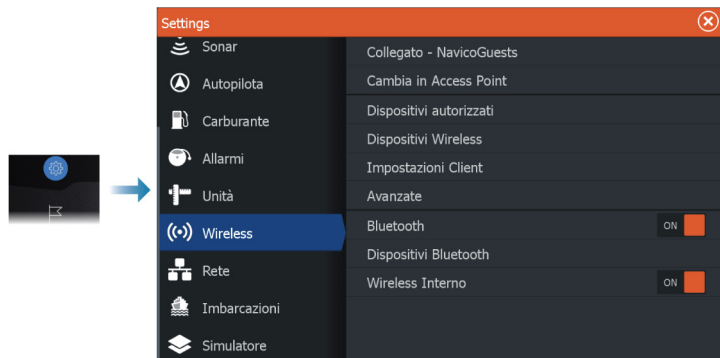 Settings
Sonar
Autopilota
Carburante
Allarmi
Unità
Wireless
Rete
Imbarcazioni
Simulatore
Collegato - NavicoGuests
Cambia in Access Point
Dispositivi autorizzati
Dispositivi Wireless
Impostazioni Client
Avanzate
Bluetooth ON
Dispositivi Bluetooth
Wireless Interno ON